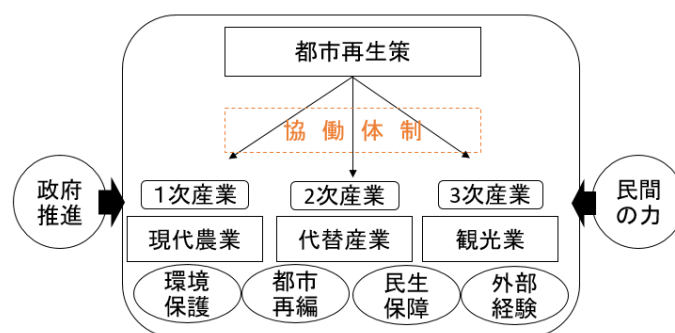 都市再生策
協働体制
政府
推進
民間
の力
1次産業
2次産業
3次産業
現代農業
代替産業
観光業
環境
保護
都市
再編
民生
保障
外部
経験